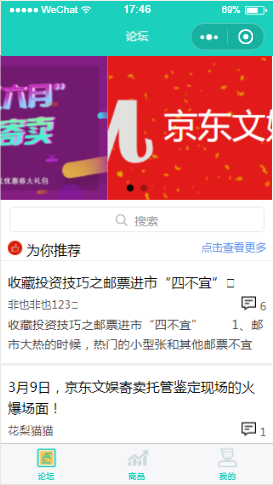 WeChat 17:46 89%
论坛
六月”
寄卖
优惠券大礼包
京东文娱
搜索
为你推荐 点击查看更多
收藏投资技巧之邮票进市“四不宜”
非也非也123 6
收藏投资技巧之邮票进市“四不宜” 1、邮
市大热的时候，热门的小型张和其他邮票不宜
3月9日，京东文娱寄卖托管鉴定现场的火
爆场面！
花梨猫猫 1
论坛 商品 我的